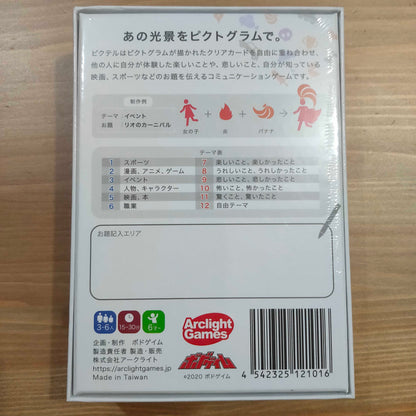 あの光景をピクトグラムで。
ピクテルはピクトグラムが描かれたクリアカードを自由に重ね合わせ、
他の人に自分が体験した楽しいことや、悲しいこと、自分が知っている
映画、スポーツなどのお題を伝えるコミュニケーションゲームです。
制作例
テーマ イベント
お題 リオのカーニバル
女の子 + 炎 + バナナ
テーマ表
1 スポーツ 7 楽しいこと、楽しかったこと
2 漫画、アニメ、ゲーム 8 うれしいこと、うれしかったこと
3 イベント 9 悲しいこと、悲しかったこと
4 人物、キャラクター 10 怖いこと、怖かったこと
5 映画、本 11 驚くこと、驚いたこと
6 職業 12 自由テーマ
お題記入エリア
3-6人 15-30分 6才~
Arclight Games
企画・制作 ボドゲイム
製造責任者 製造・販売
株式会社アークライト
https://arclightgames.jp
Made in Taiwan
ボドゲイム
©2020 ボドゲイム
4 542325 121016